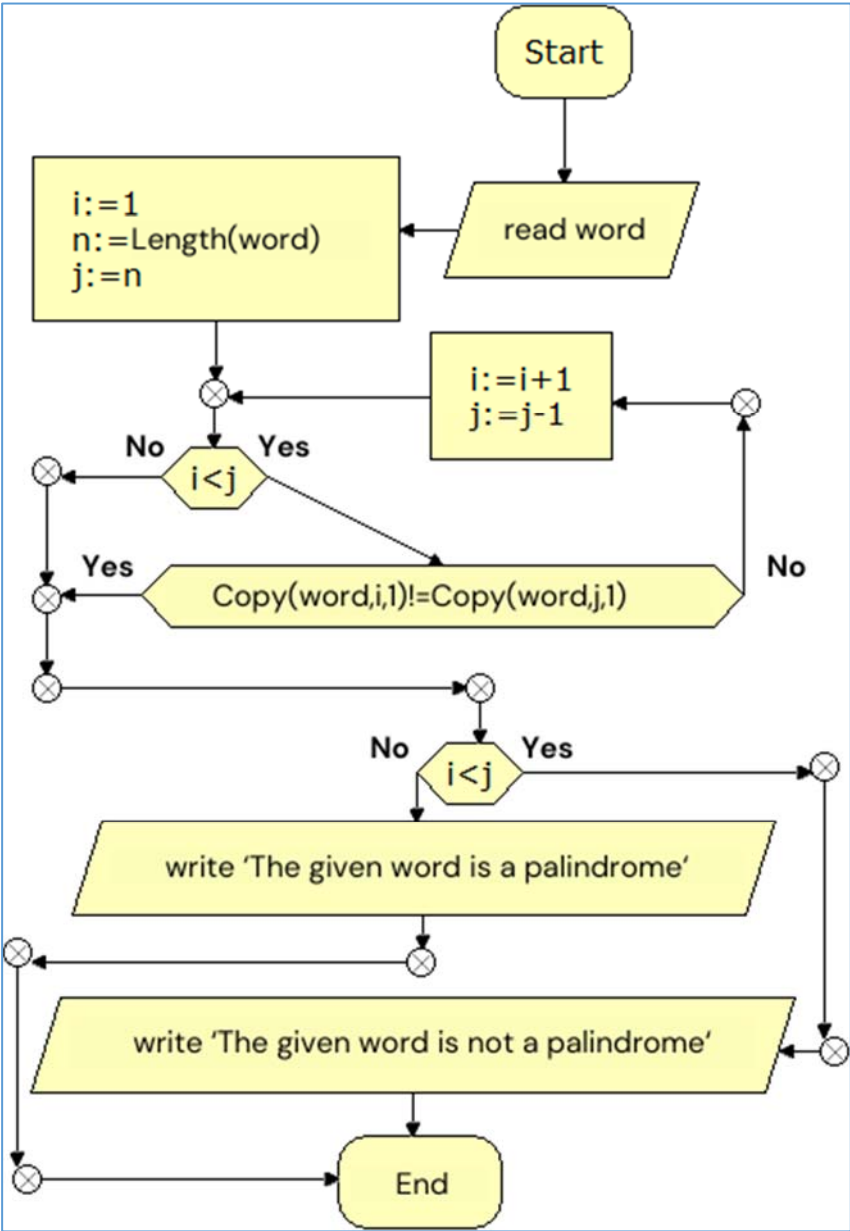 Start
read word
i:=1
n:=Length(word)
j:=n
i:=i+1
j:=j-1
No
Yes
i<j
Yes
Copy(word,i,1)!=Copy(word,j,1)
No
No
Yes
i<j
write ‘The given word is a palindrome‘
write ‘The given word is not a palindrome‘
End